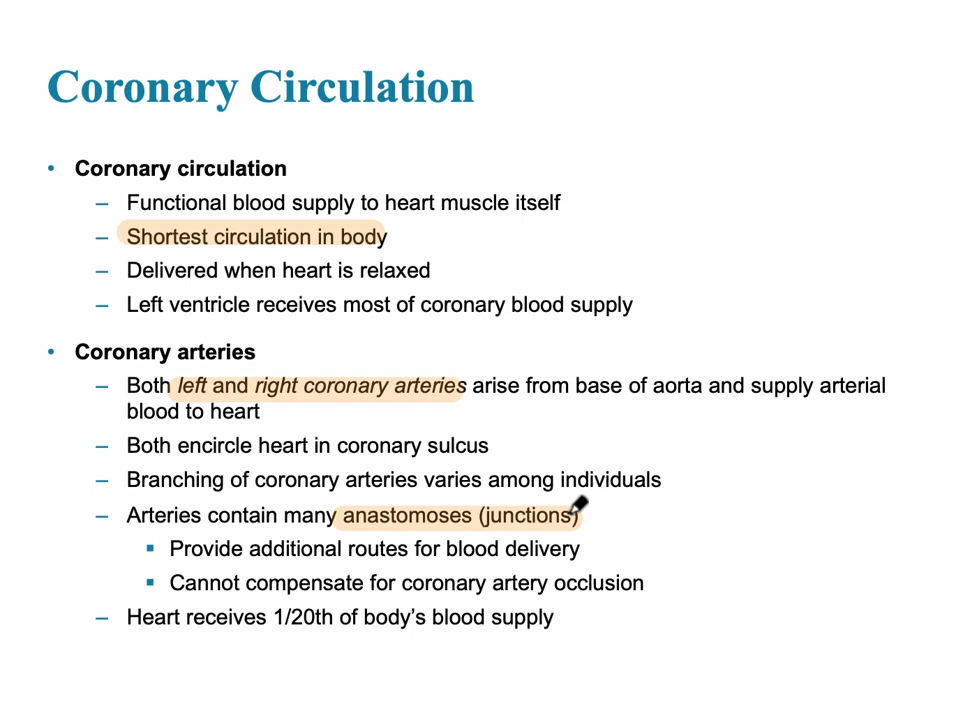 Coronary Circulation
• Coronary circulation
– Functional blood supply to heart muscle itself
– Shortest circulation in body
– Delivered when heart is relaxed
– Left ventricle receives most of coronary blood supply
• Coronary arteries
– Both left and right coronary arteries arise from base of aorta and supply arterial
blood to heart
– Both encircle heart in coronary sulcus
– Branching of coronary arteries varies among individuals
– Arteries contain many anastomoses (junctions)
▪ Provide additional routes for blood delivery
▪ Cannot compensate for coronary artery occlusion
– Heart receives 1/20th of body’s blood supply